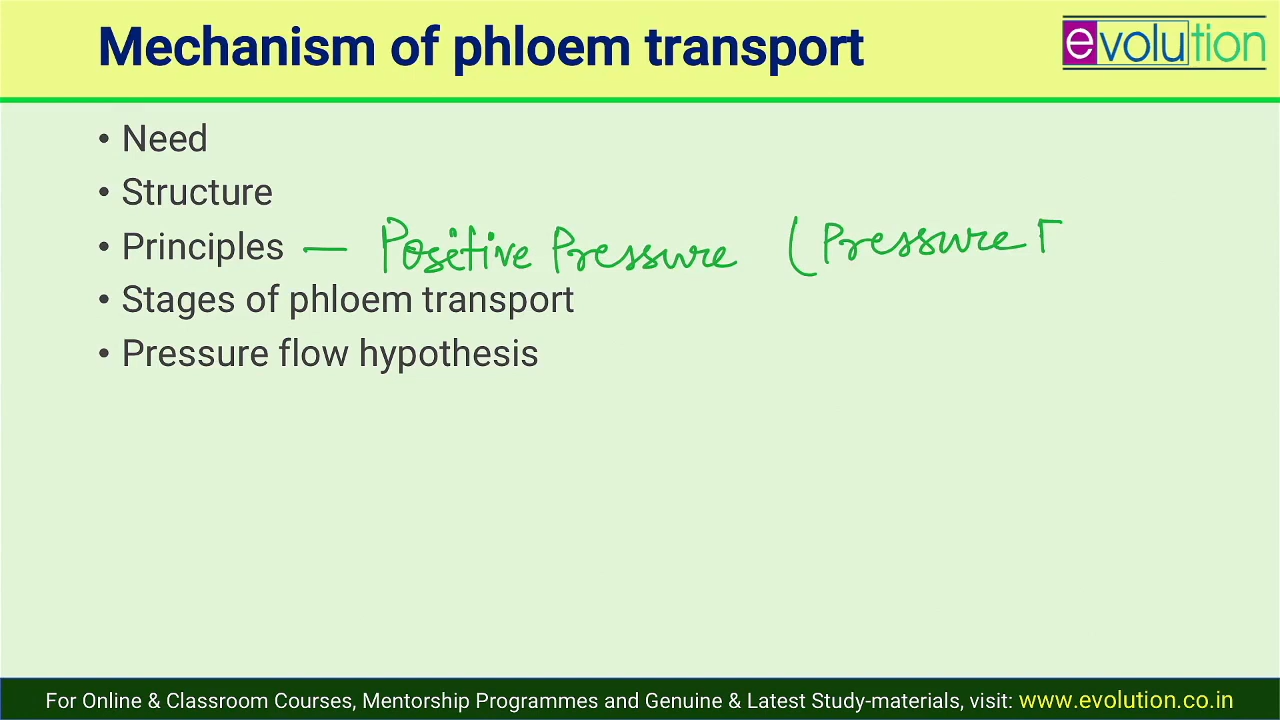 Mechanism of phloem transport
evolution
• Need
• Structure
• Principles — Positive Pressure (Pressure
• Stages of phloem transport
• Pressure flow hypothesis
For Online & Classroom Courses, Mentorship Programmes and Genuine & Latest Study-materials, visit: www.evolution.co.in